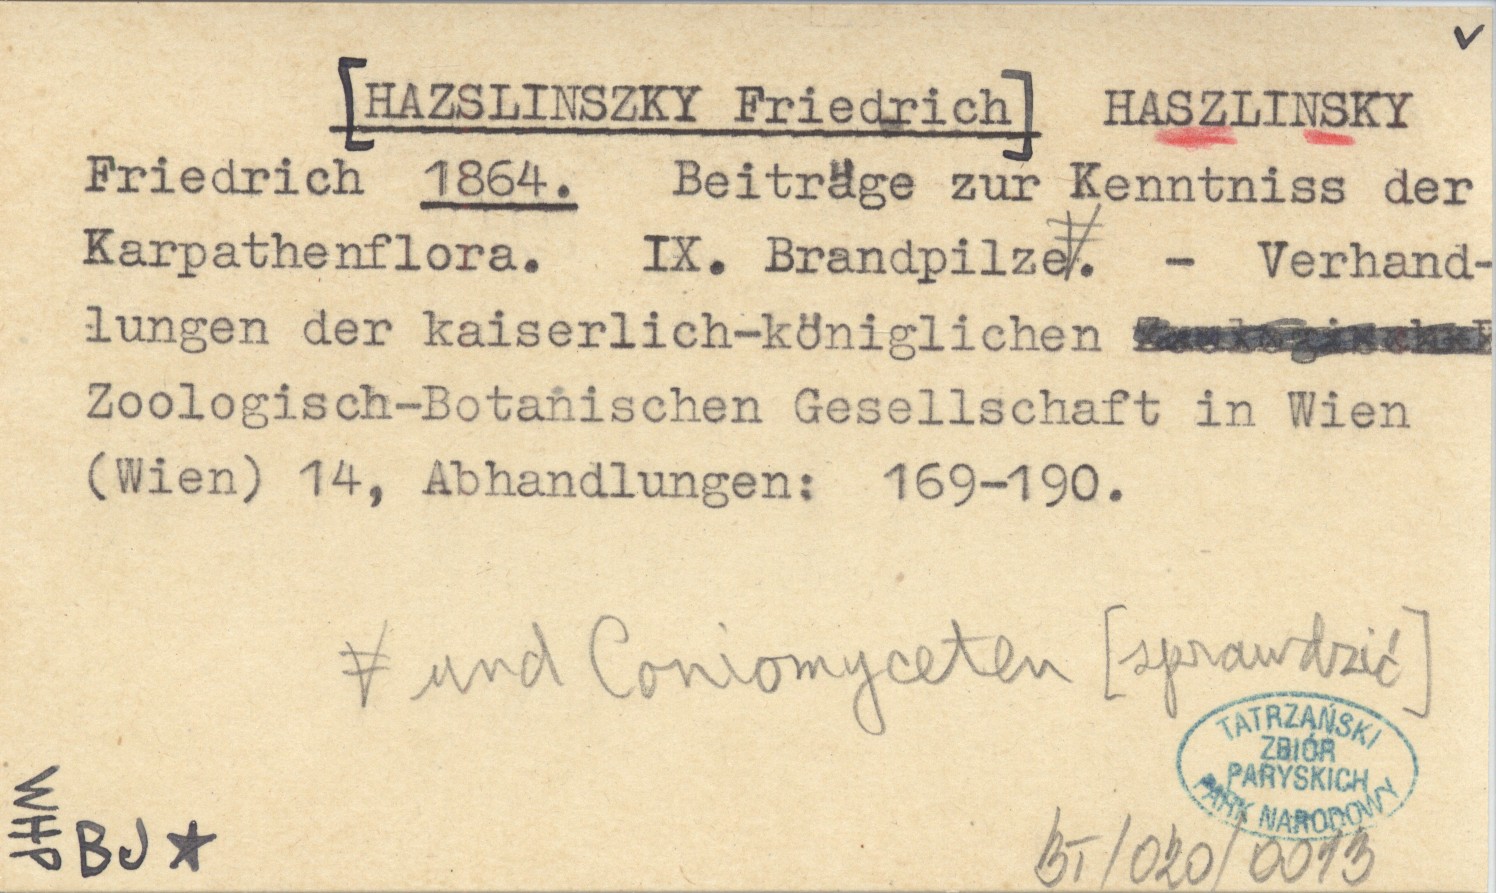 ✓
[HAZSLINSZKY Friedrich] HASZLINSKY
Friedrich 1864. Beiträge zur Kenntniss der
Karpathenflora. IX. Brandpilze. - Verhand-
lungen der kaiserlich-königlichen
Zoologisch-Botanischen Gesellschaft in Wien
(Wien) 14, Abhandlungen: 169-190.
und Coniomyceten [sprawdzić]
TATRZAŃSKI
ZBIÓR
PARYSKICH
PARK NARODOWY
BJ ★
/020/0013